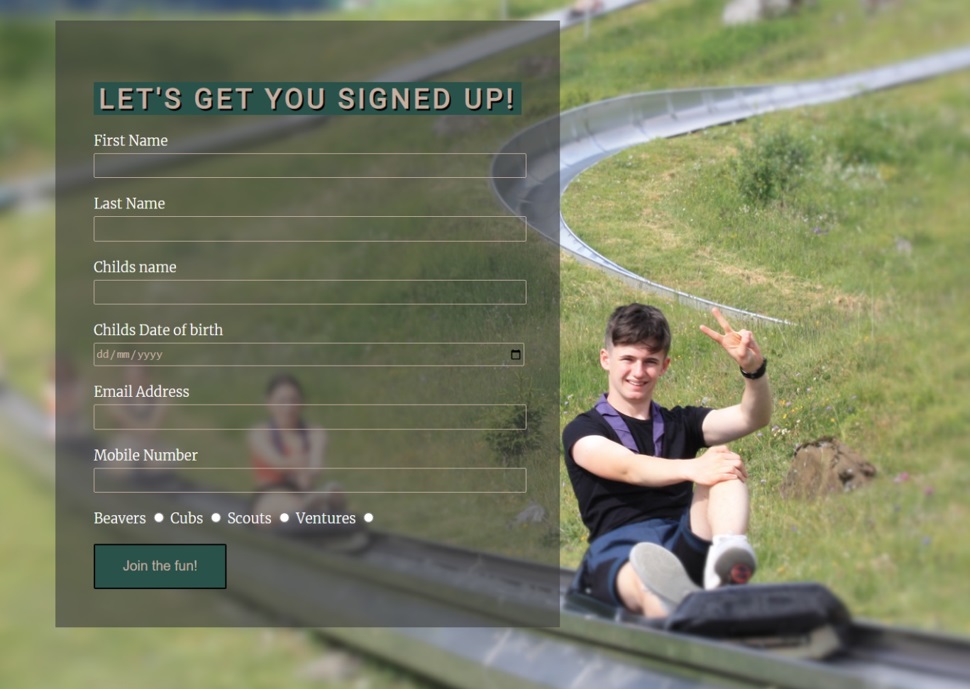 LET'S GET YOU SIGNED UP!
First Name
Last Name
Childs name
Childs Date of birth
dd/mm/yyyy
Email Address
Mobile Number
Beavers Cubs Scouts Ventures
Join the fun!